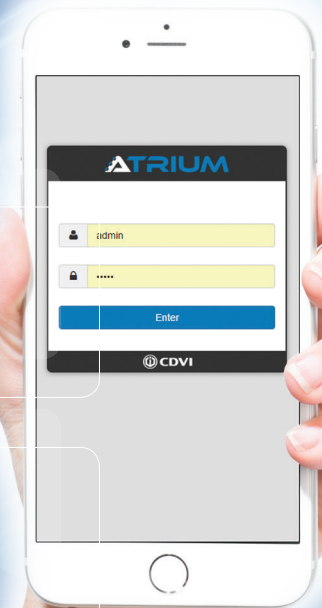 ATRIUM
admin
•••••
Enter
CDVI